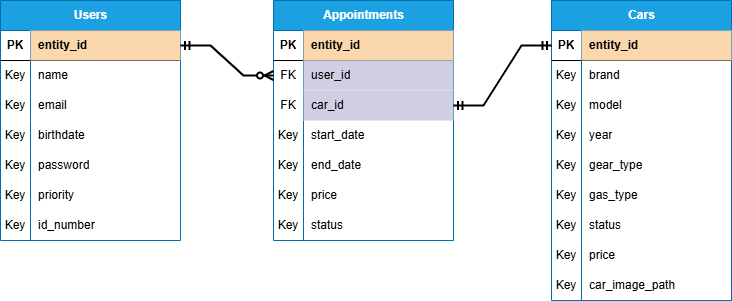 Users
PK entity_id
Key name
Key email
Key birthdate
Key password
Key priority
Key id_number
Appointments
PK entity_id
FK user_id
FK car_id
Key start_date
Key end_date
Key price
Key status
Cars
PK entity_id
Key brand
Key model
Key year
Key gear_type
Key gas_type
Key status
Key price
Key car_image_path